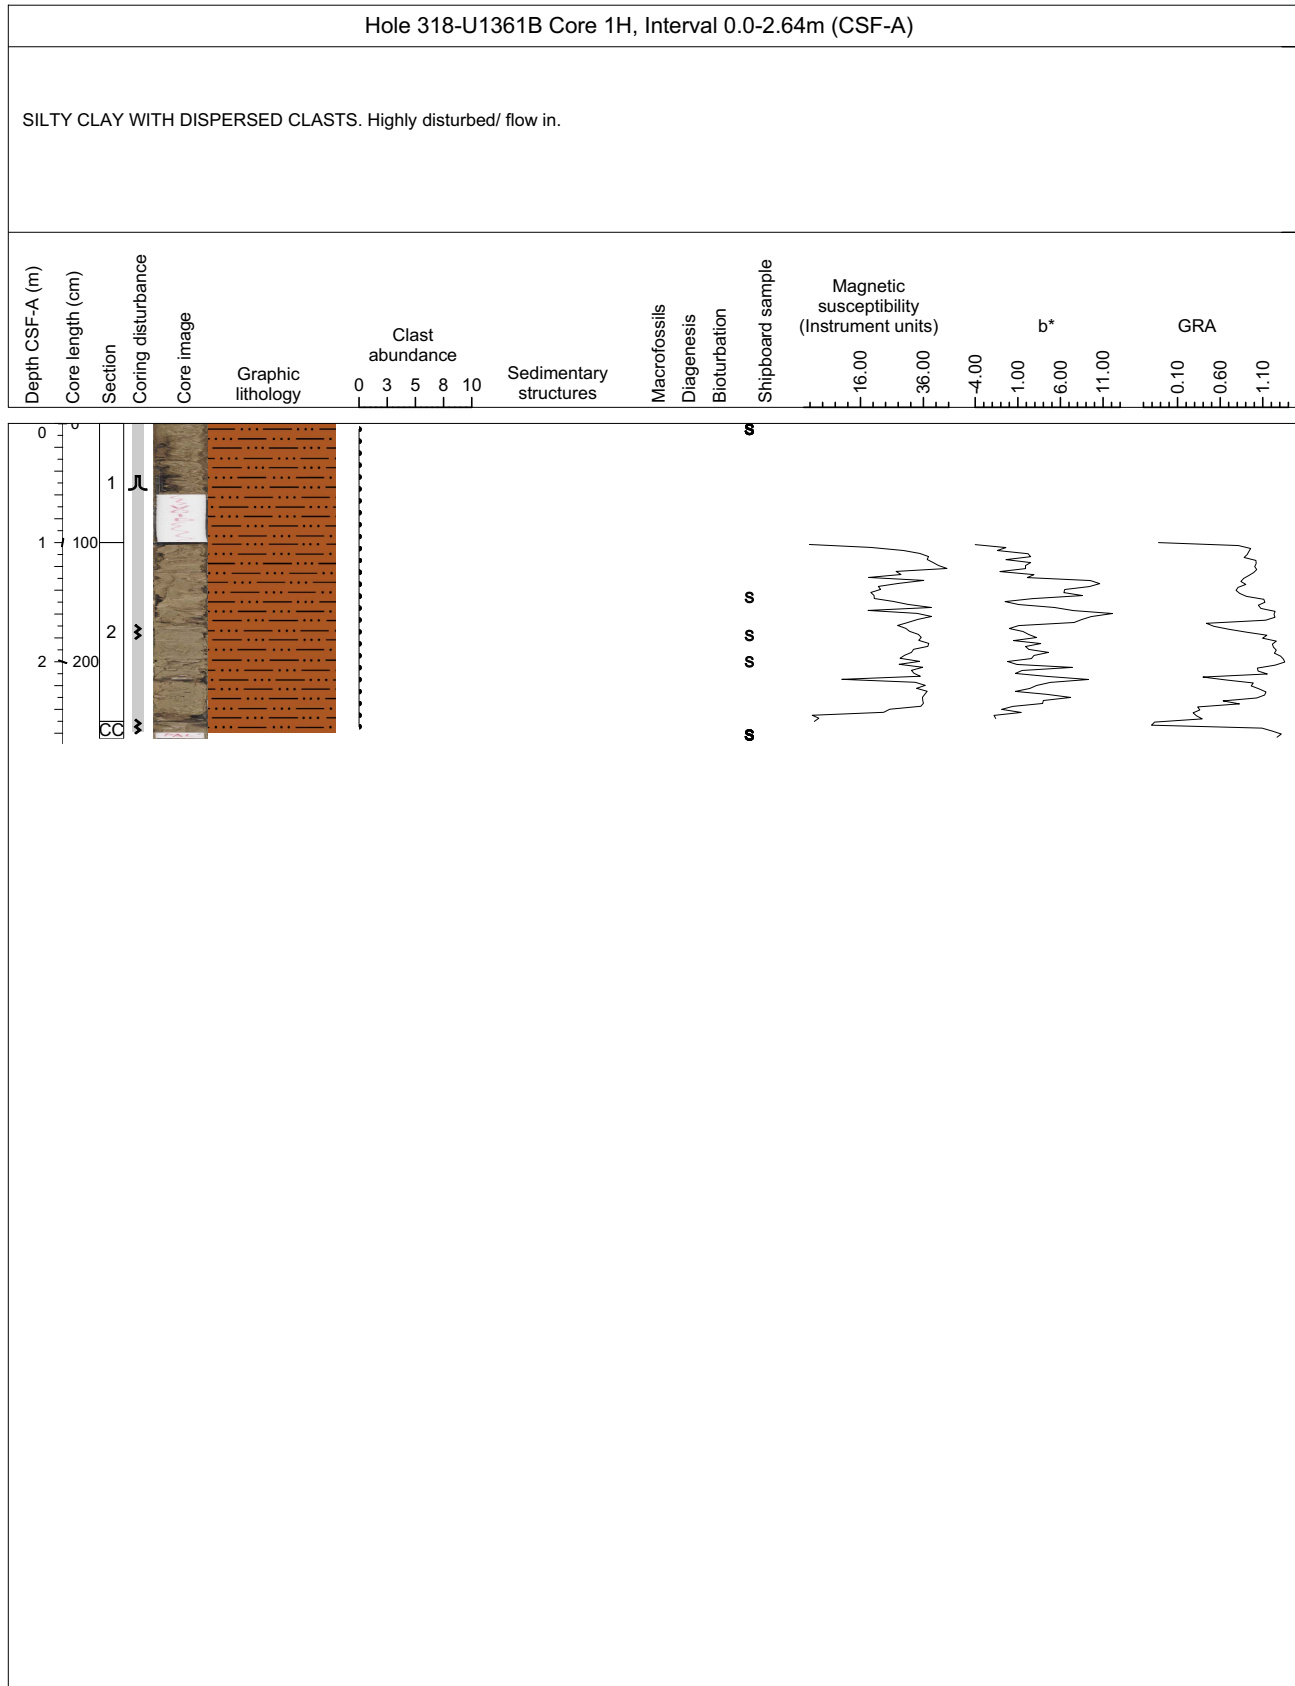 Hole 318-U1361B Core 1H, Interval 0.0-2.64m (CSF-A)
SILTY CLAY WITH DISPERSED CLASTS. Highly disturbed/ flow in.
Depth CSF-A (m)
Core length (cm)
Section
Coring disturbance
Core image
Graphic
lithology
Clast
abundance
0 3 5 8 10
Sedimentary
structures
Macrofossils
Diagenesis
Bioturbation
Shipboard sample
Magnetic
susceptibility
(Instrument units)
16.00 36.00
b*
-4.00 1.00 6.00 11.00
GRA
0.10 0.60 1.10
0 0 S
1
1 100
S
2 S
2 200 S
CC S